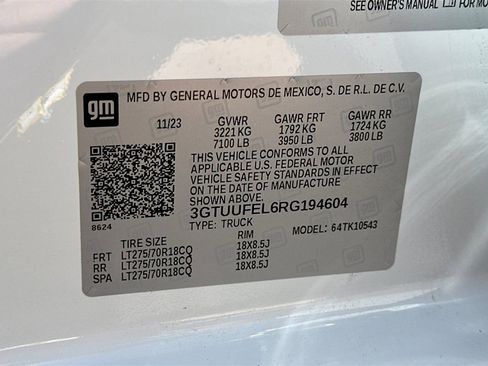 SEE OWNER'S MANUAL FOR MO
gm
MFD BY GENERAL MOTORS DE MEXICO, S. DE R.L. DE C.V.
11/23 GVWR GAWR FRT GAWR RR
3221 KG 1792 KG 1724 KG
7100 LB 3950 LB 3800 LB
THIS VEHICLE CONFORMS TO ALL
APPLICABLE U.S. FEDERAL MOTOR
VEHICLE SAFETY STANDARDS IN EFFECT
ON THE DATE OF MANUFACTURE
SHOWN ABOVE.
3GTUUFEL6RG194604
8624
TYPE: TRUCK MODEL: 64TK10543
TIRE SIZE RIM
FRT LT275/70R18CQ 18X8.5J
RR LT275/70R18CQ 18X8.5J
SPA LT275/70R18CQ 18X8.5J